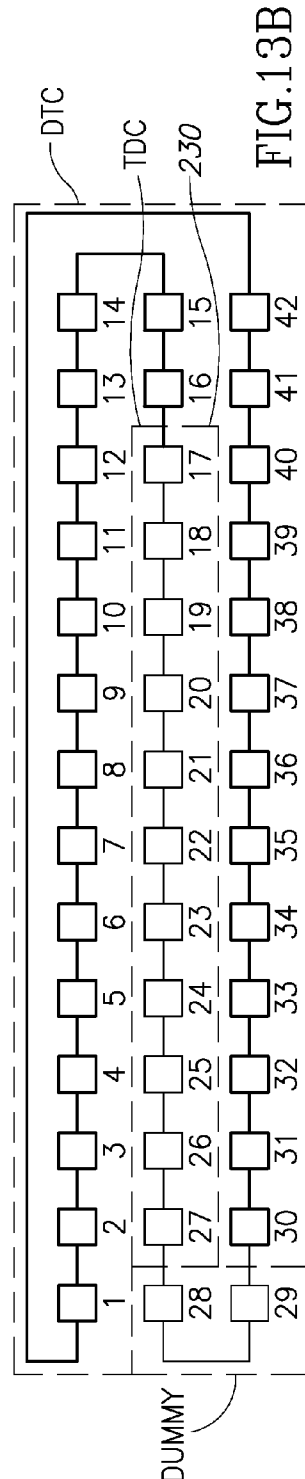 DTC
TDC
230
1 2 3 4 5 6 7 8 9 10 11 12 13 14
28 27 26 25 24 23 22 21 20 19 18 17 16 15
29 30 31 32 33 34 35 36 37 38 39 40 41 42
DUMMY
FIG.13B